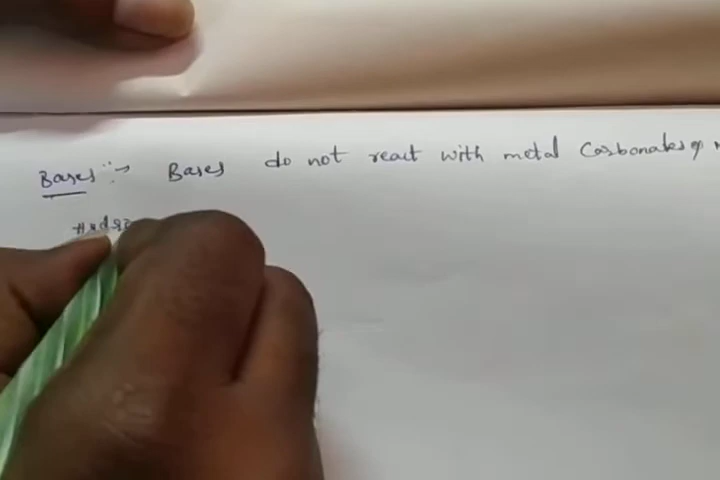 Bases :- → Bases do not react with metal Carbonates,